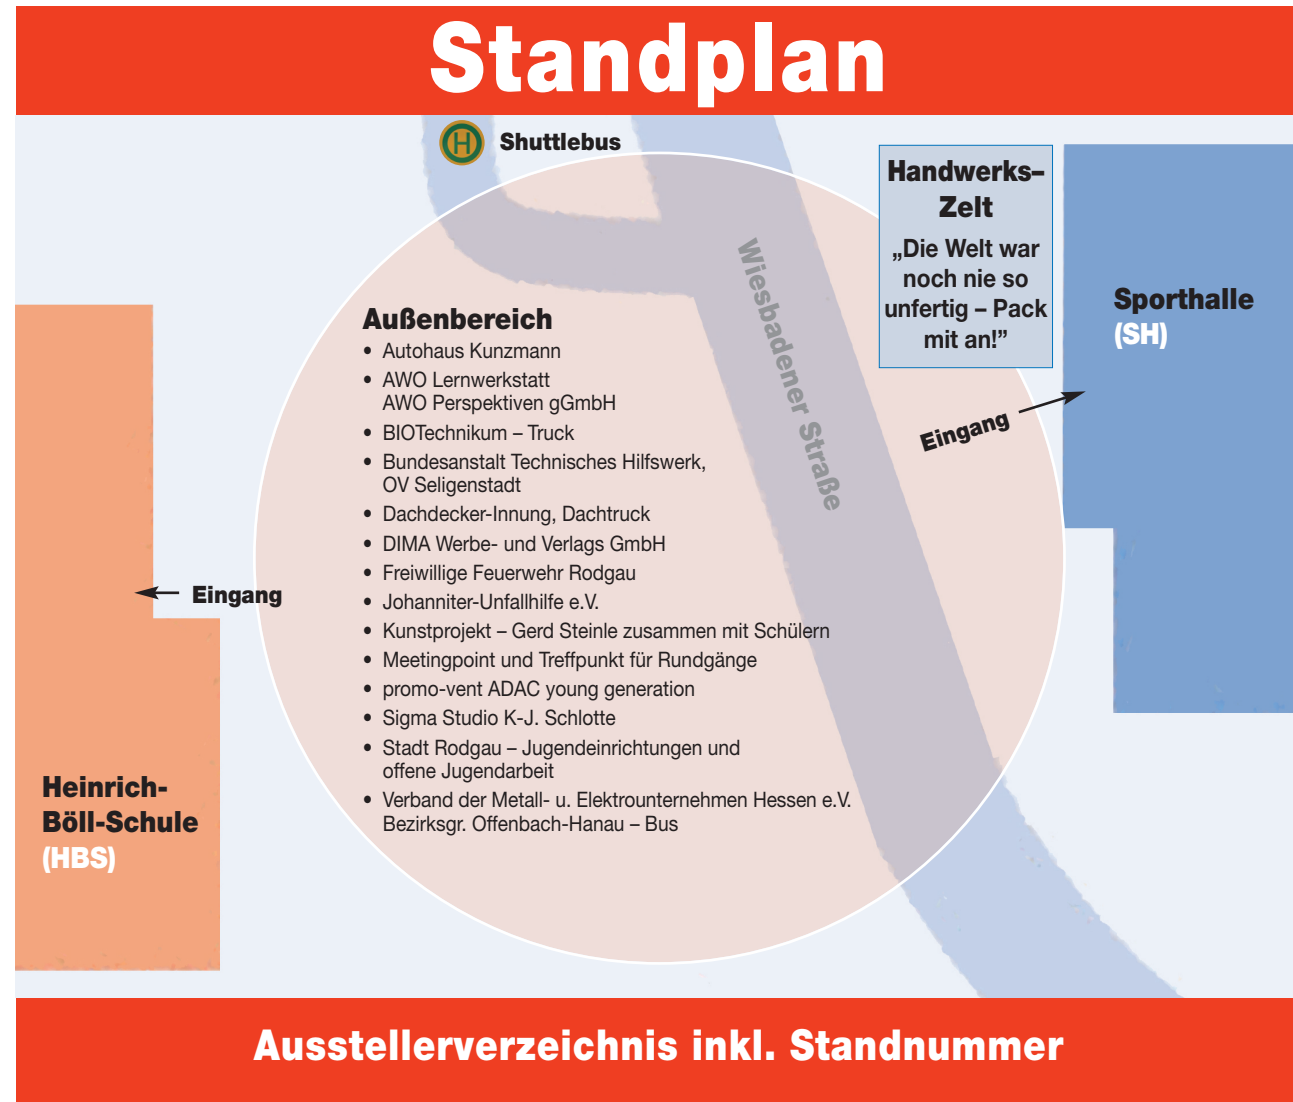 Standplan
H
Shuttlebus
Handwerks–
Zelt
„Die Welt war
noch nie so
unfertig – Pack
mit an!”
Sporthalle
(SH)
Eingang
Wiesbadener Straße
Außenbereich
• Autohaus Kunzmann
• AWO Lernwerkstatt
AWO Perspektiven gGmbH
• BIOTechnikum – Truck
• Bundesanstalt Technisches Hilfswerk,
OV Seligenstadt
• Dachdecker-Innung, Dachtruck
• DIMA Werbe- und Verlags GmbH
• Freiwillige Feuerwehr Rodgau
• Johanniter-Unfallhilfe e.V.
• Kunstprojekt – Gerd Steinle zusammen mit Schülern
• Meetingpoint und Treffpunkt für Rundgänge
• promo-vent ADAC young generation
• Sigma Studio K-J. Schlotte
• Stadt Rodgau – Jugendeinrichtungen und
offene Jugendarbeit
• Verband der Metall- u. Elektrounternehmen Hessen e.V.
Bezirksgr. Offenbach-Hanau – Bus
Eingang
Heinrich-
Böll-Schule
(HBS)
Ausstellerverzeichnis inkl. Standnummer